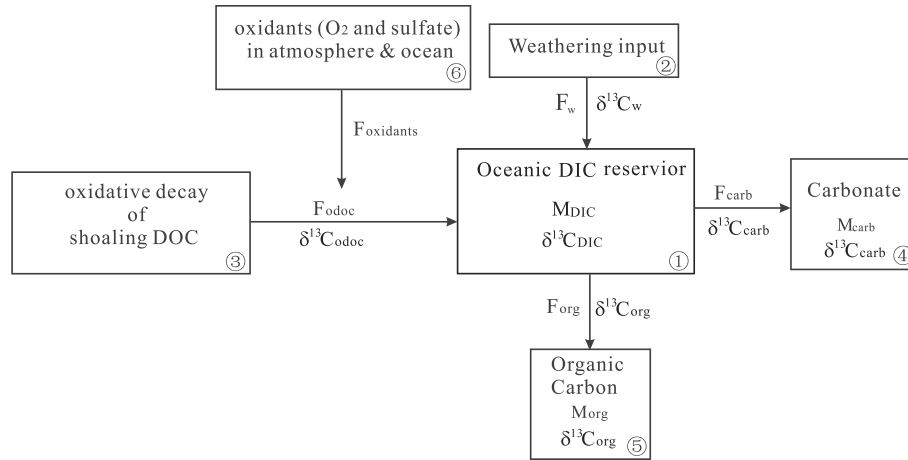 oxidants (O₂ and sulfate)
in atmosphere & ocean
⑥
Weathering input
②
Foxidants
Fw δ¹³Cw
oxidative decay
of
shoaling DOC
③
Fodoc
δ¹³Codoc
Oceanic DIC reservior
MDIC
δ¹³CDIC
①
Fcarb
δ¹³Ccarb
Carbonate
Mcarb
δ¹³Ccarb
④
Forg δ¹³Corg
Organic
Carbon
Morg
δ¹³Corg
⑤